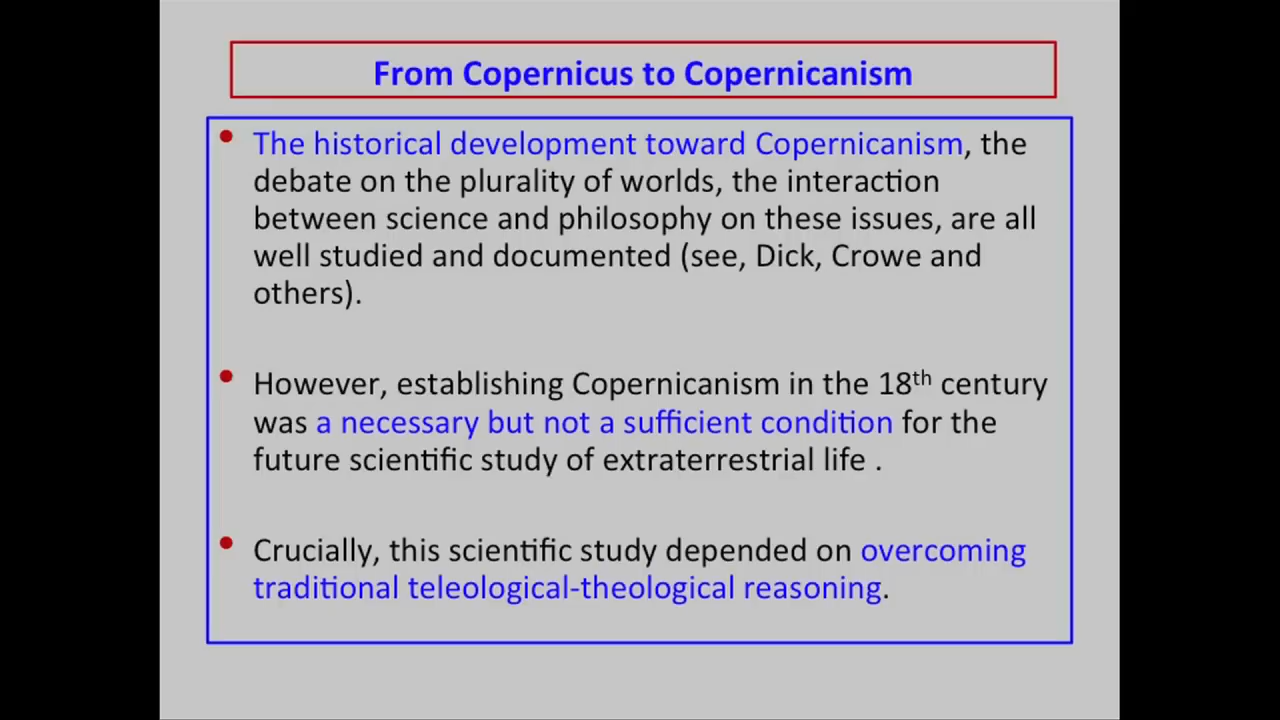 From Copernicus to Copernicanism
• The historical development toward Copernicanism, the
debate on the plurality of worlds, the interaction
between science and philosophy on these issues, are all
well studied and documented (see, Dick, Crowe and
others).
• However, establishing Copernicanism in the 18th century
was a necessary but not a sufficient condition for the
future scientific study of extraterrestrial life .
• Crucially, this scientific study depended on overcoming
traditional teleological-theological reasoning.